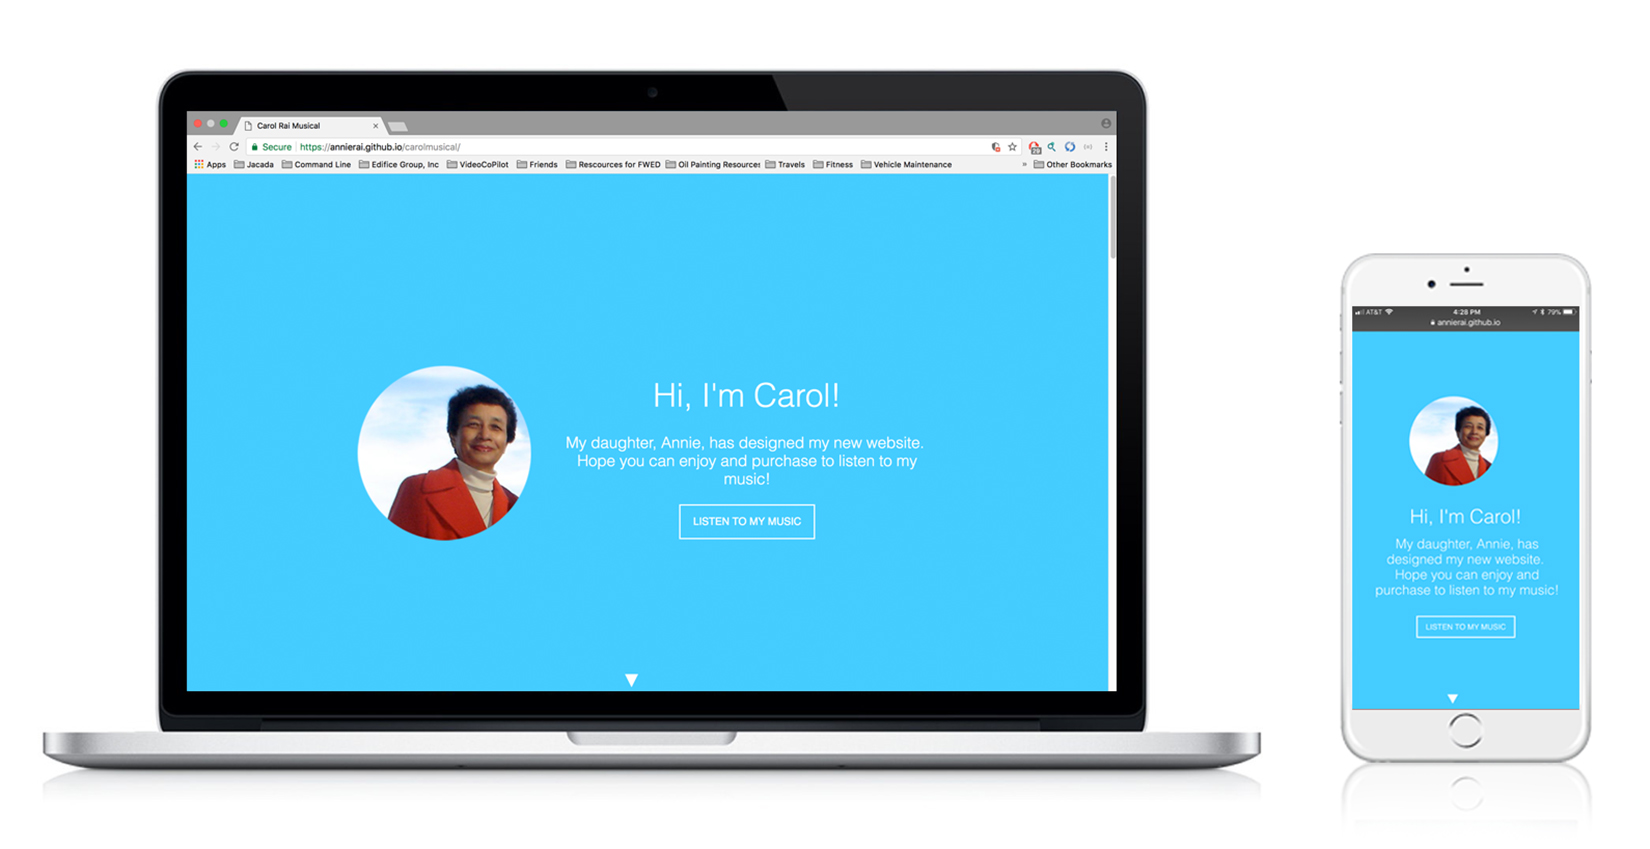 Carol Rai Musical
Secure https://annierai.github.io/carolmusical/
Apps Jacada Command Line Edifice Group, Inc VideoCoPilot Friends Rescources for FWED Oil Painting Resources Travels Fitness Vehicle Maintenance » Other Bookmarks
Hi, I'm Carol!
My daughter, Annie, has designed my new website.
Hope you can enjoy and purchase to listen to my
music!
LISTEN TO MY MUSIC
AT&T 4:28 PM 79%
annierai.github.io
Hi, I'm Carol!
My daughter, Annie, has
designed my new website.
Hope you can enjoy and
purchase to listen to my music!
LISTEN TO MY MUSIC